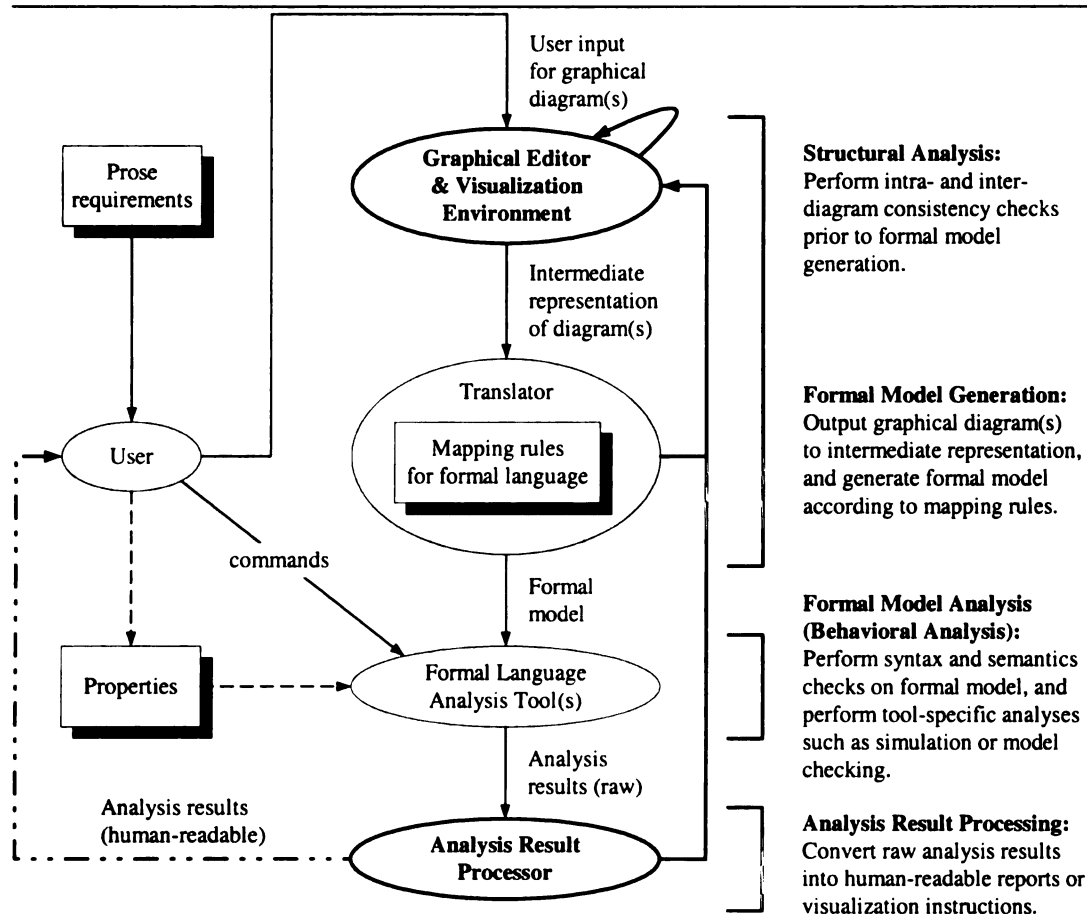 User input
for graphical
diagram(s)
Prose
requirements
Graphical Editor
& Visualization
Environment
Structural Analysis:
Perform intra- and inter-
diagram consistency checks
prior to formal model
generation.
Intermediate
representation
of diagram(s)
Translator
Mapping rules
for formal language
Formal Model Generation:
Output graphical diagram(s)
to intermediate representation,
and generate formal model
according to mapping rules.
User
commands
Formal
model
Formal Model Analysis
(Behavioral Analysis):
Perform syntax and semantics
checks on formal model, and
perform tool-specific analyses
such as simulation or model
checking.
Properties
Formal Language
Analysis Tool(s)
Analysis
results (raw)
Analysis results
(human-readable)
Analysis Result
Processor
Analysis Result Processing:
Convert raw analysis results
into human-readable reports or
visualization instructions.